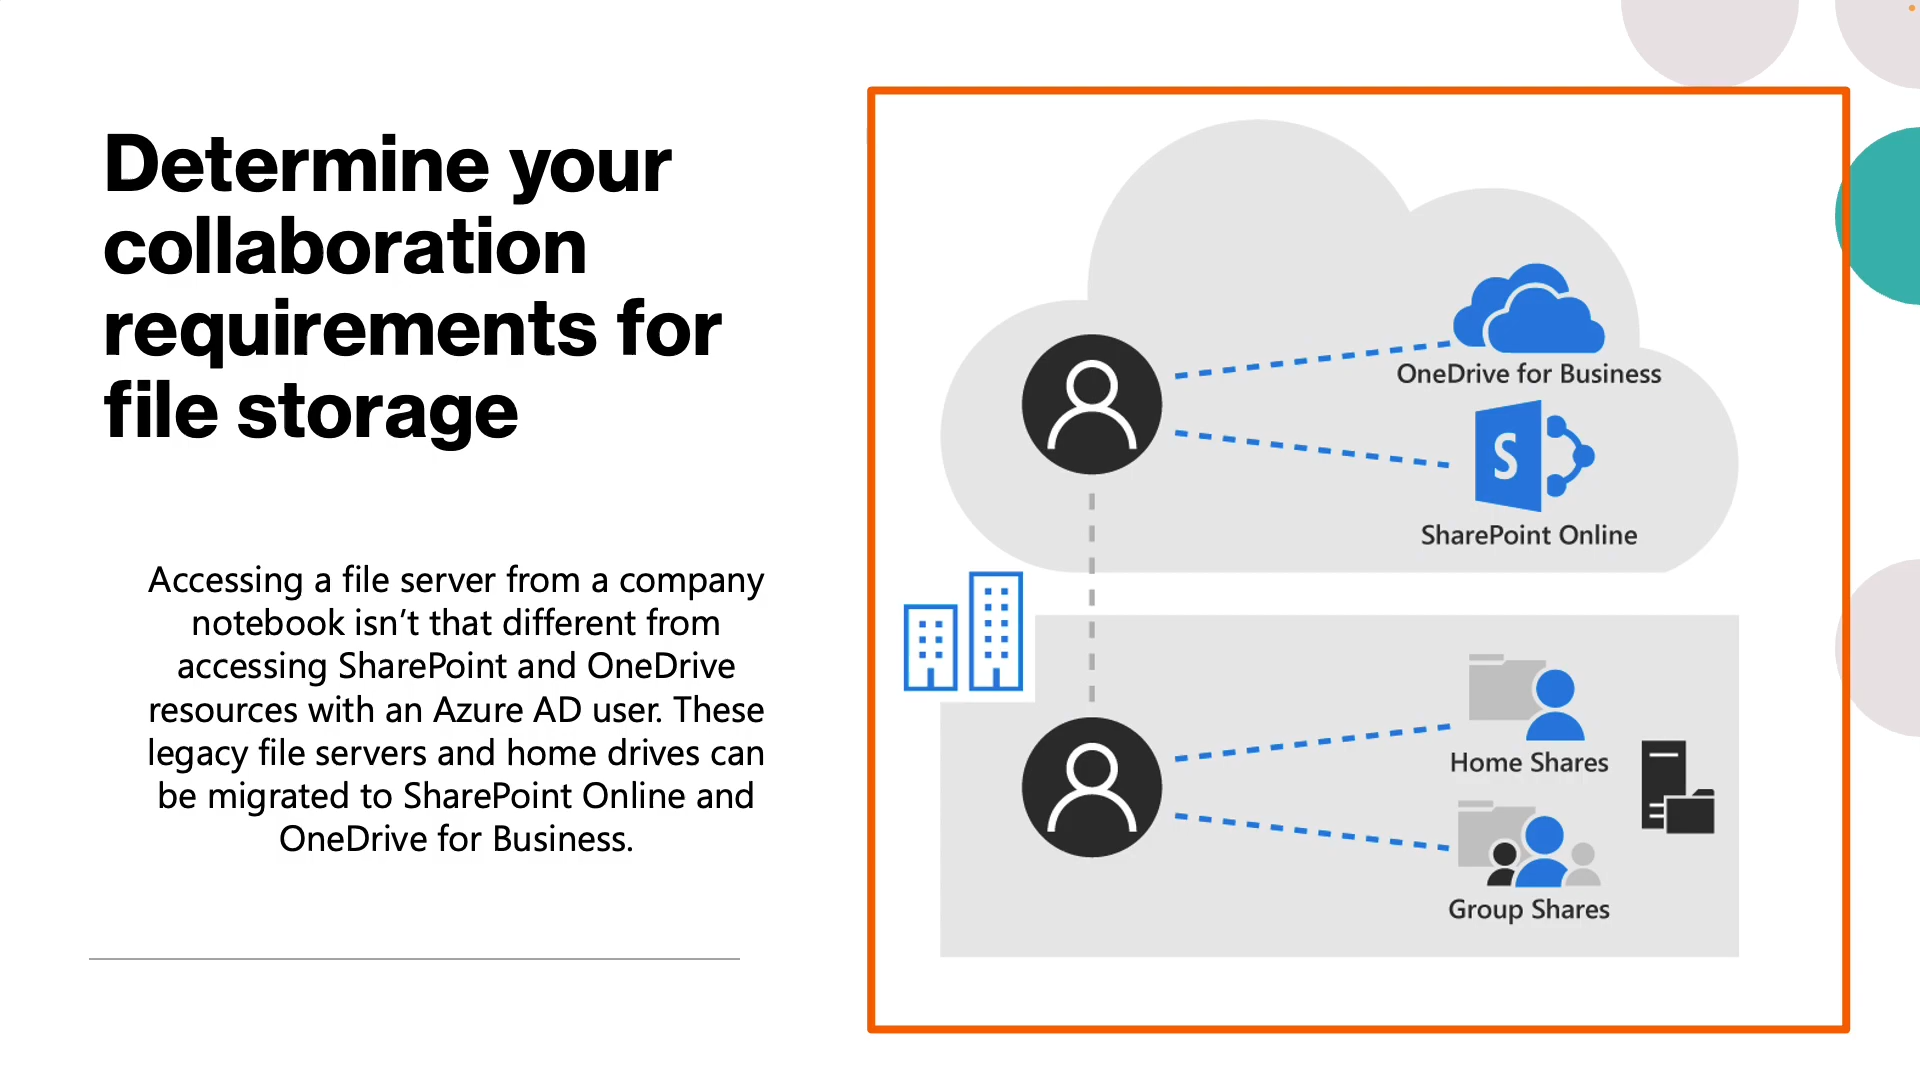 Determine your
collaboration
requirements for
file storage
Accessing a file server from a company
notebook isn’t that different from
accessing SharePoint and OneDrive
resources with an Azure AD user. These
legacy file servers and home drives can
be migrated to SharePoint Online and
OneDrive for Business.
OneDrive for Business
S
SharePoint Online
Home Shares
Group Shares